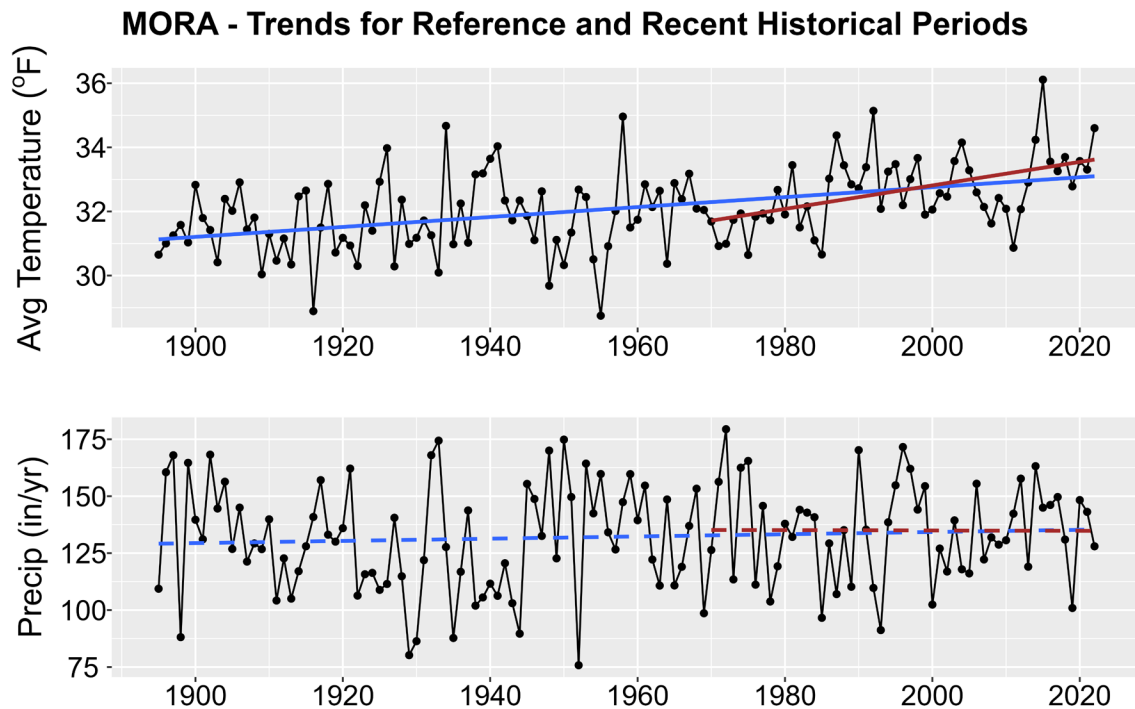 MORA - Trends for Reference and Recent Historical Periods
Avg Temperature (°F)
36
34
32
30
1900 1920 1940 1960 1980 2000 2020
Precip (in/yr)
175
150
125
100
75
1900 1920 1940 1960 1980 2000 2020